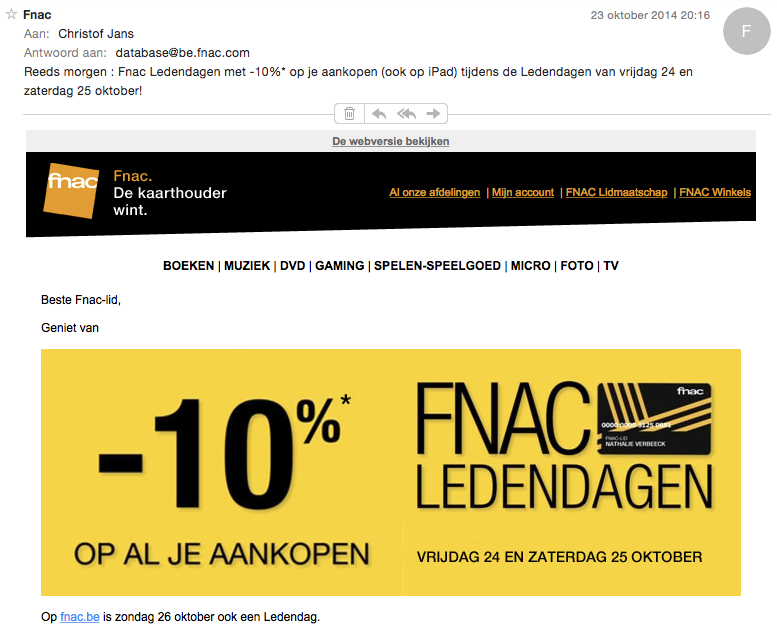 Fnac
23 oktober 2014 20:16
F
Aan: Christof Jans
Antwoord aan: database@be.fnac.com
Reeds morgen : Fnac Ledendagen met -10%* op je aankopen (ook op iPad) tijdens de Ledendagen van vrijdag 24 en
zaterdag 25 oktober!
De webversie bekijken
fnac
Fnac.
De kaarthouder
wint.
Al onze afdelingen | Mijn account | FNAC Lidmaatschap | FNAC Winkels
BOEKEN | MUZIEK | DVD | GAMING | SPELEN-SPEELGOED | MICRO | FOTO | TV
Beste Fnac-lid,
Geniet van
-10%*
OP AL JE AANKOPEN
FNAC
LEDENDAGEN
fnac
FNAC-LID
NATHALIE VERBEECK
VRIJDAG 24 EN ZATERDAG 25 OKTOBER
Op fnac.be is zondag 26 oktober ook een Ledendag.